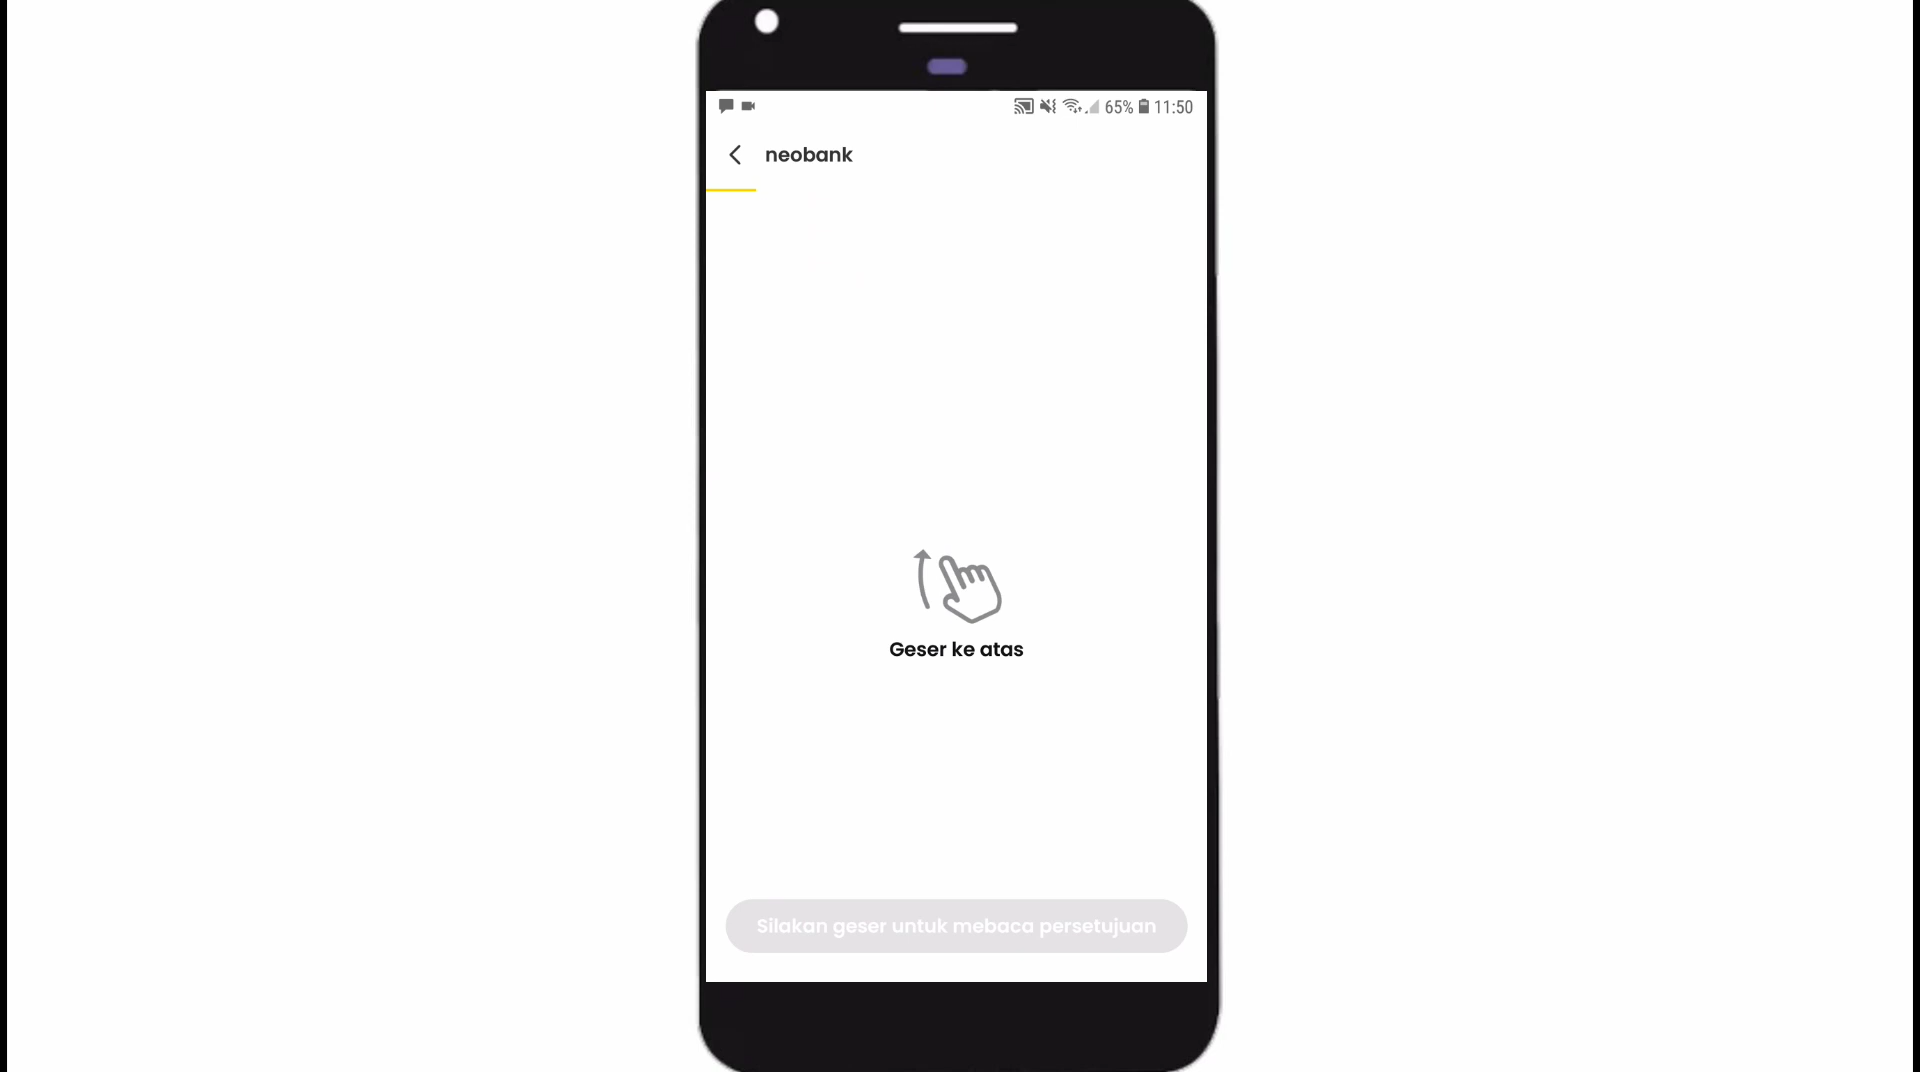 65% 11:50
neobank
Geser ke atas
Silakan geser untuk mebaca persetujuan